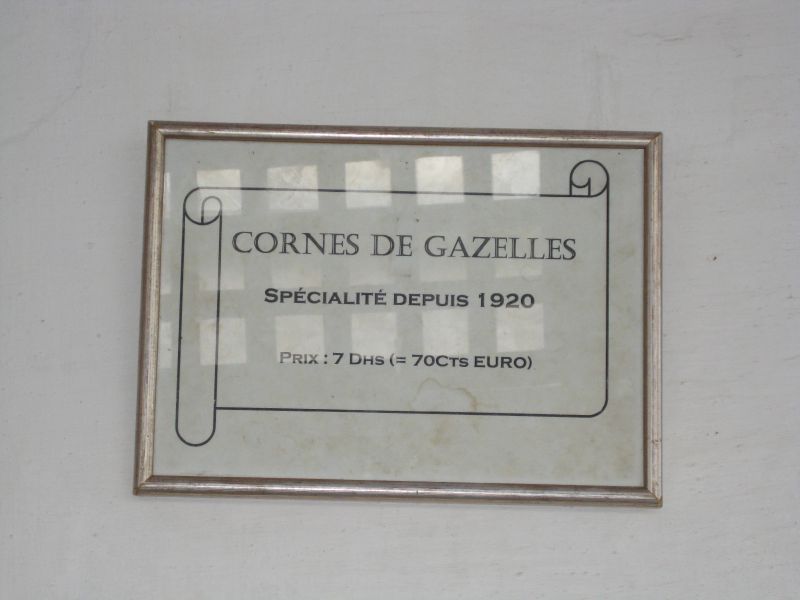 CORNES DE GAZELLES
SPÉCIALITÉ DEPUIS 1920
PRIX : 7 DHS (= 70CTS EURO)